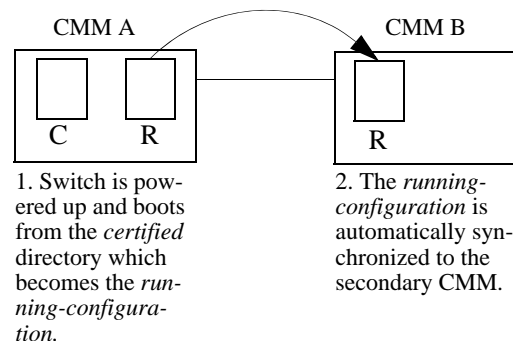 CMM A
CMM B
C
R
R
1. Switch is pow-
ered up and boots
from the certified
directory which
becomes the run-
ning-configura-
tion.
2. The running-
configuration is
automatically syn-
chronized to the
secondary CMM.